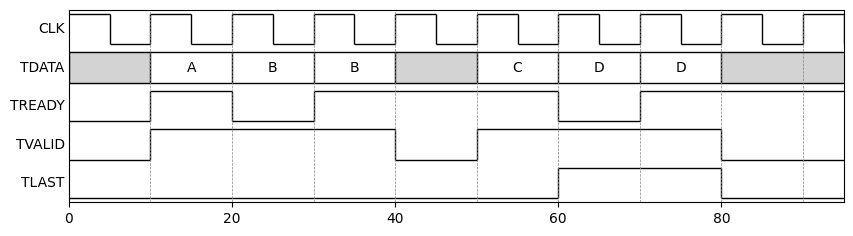 CLK
TDATA A B B C D D
TREADY
TVALID
TLAST
0 20 40 60 80